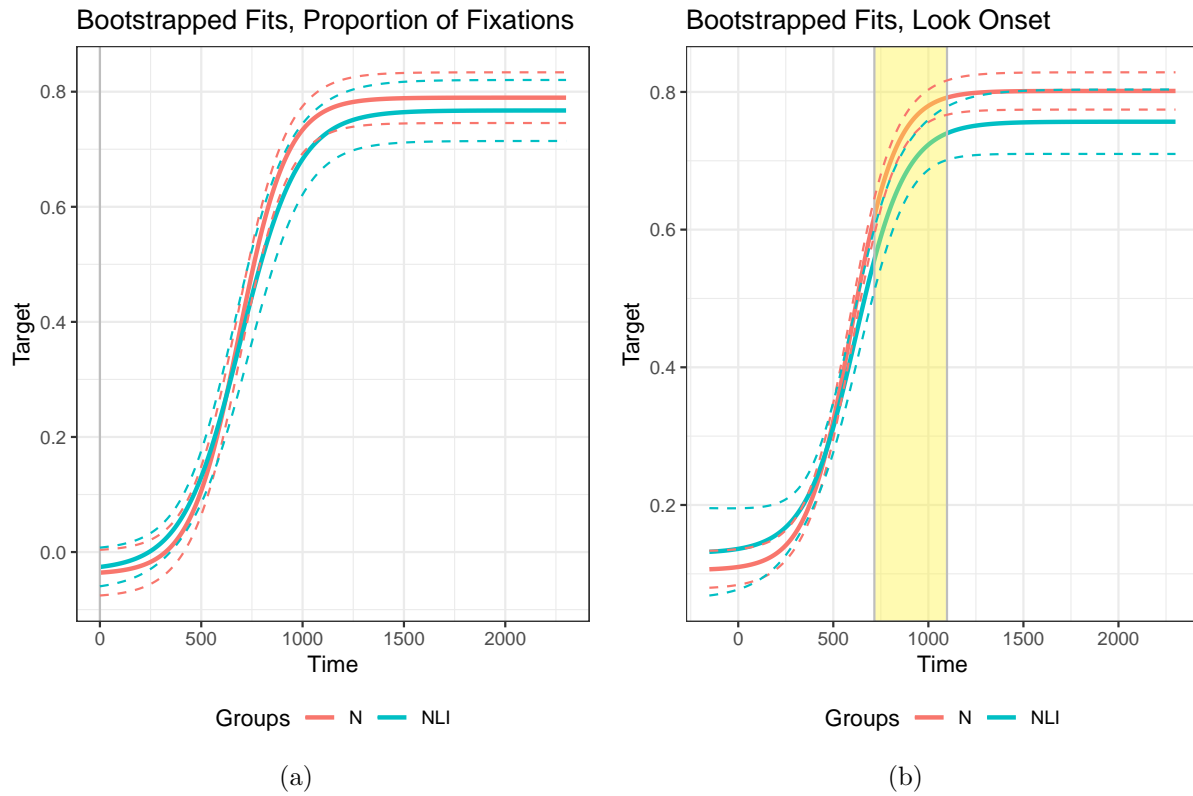 Bootstrapped Fits, Proportion of Fixations
0.8
0.6
0.4
0.2
0.0
Target
0
500
1000
1500
2000
Time
Groups N NLI
(a)
Bootstrapped Fits, Look Onset
0.8
0.6
0.4
0.2
Target
0
500
1000
1500
2000
Time
Groups N NLI
(b)